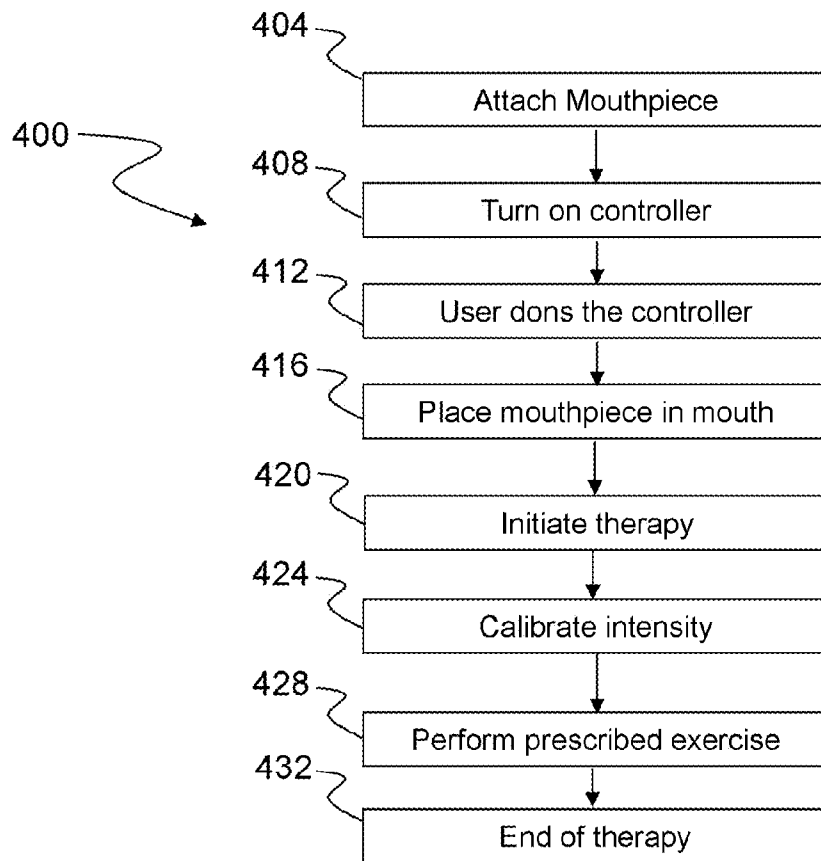 404
Attach Mouthpiece
400
408
Turn on controller
412
User dons the controller
416
Place mouthpiece in mouth
420
Initiate therapy
424
Calibrate intensity
428
Perform prescribed exercise
432
End of therapy